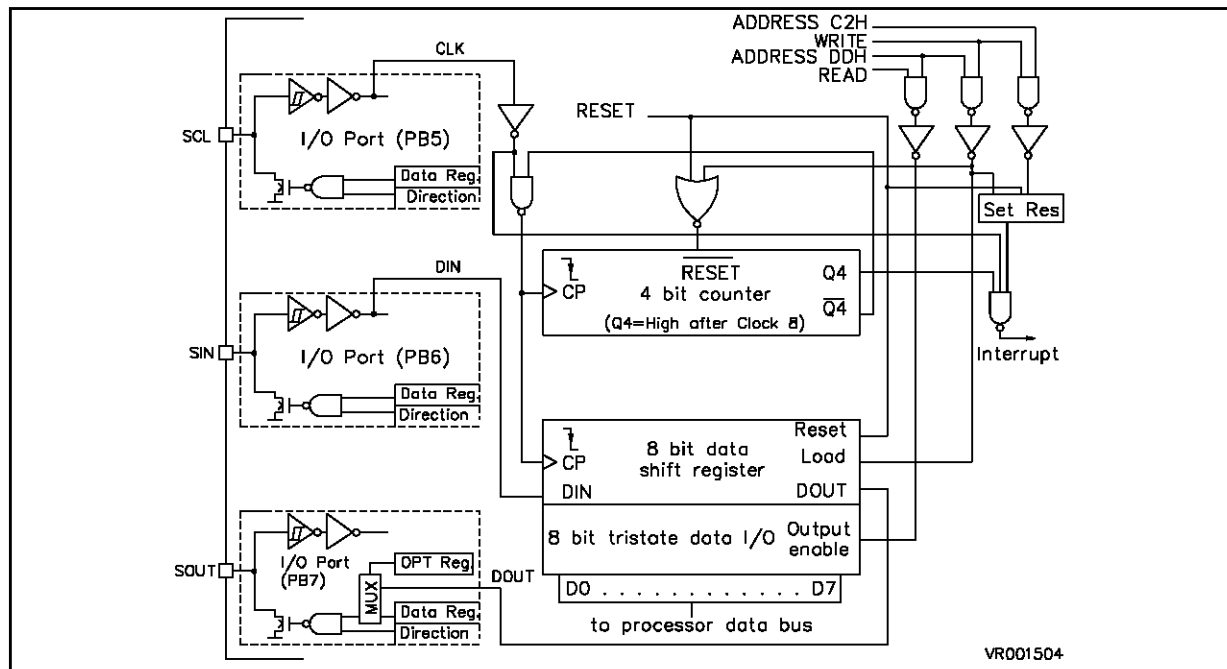 ADDRESS C2H
WRITE
ADDRESS DDH
READ
CLK
RESET
SCL
I/O Port (PB5)
Data Reg.
Direction
Set Res
RESET
4 bit counter
(Q4=High after Clock 8)
CP
Q4
Q4
Interrupt
DIN
SIN
I/O Port (PB6)
Data Reg.
Direction
8 bit data
shift register
CP
DIN
Reset
Load
DOUT
8 bit tristate data I/O
Output
enable
D0 . . . . . . . . . . . . D7
to processor data bus
SOUT
I/O Port
(PB7)
OPT Reg.
MUX
DOUT
Data Reg.
Direction
VR001504